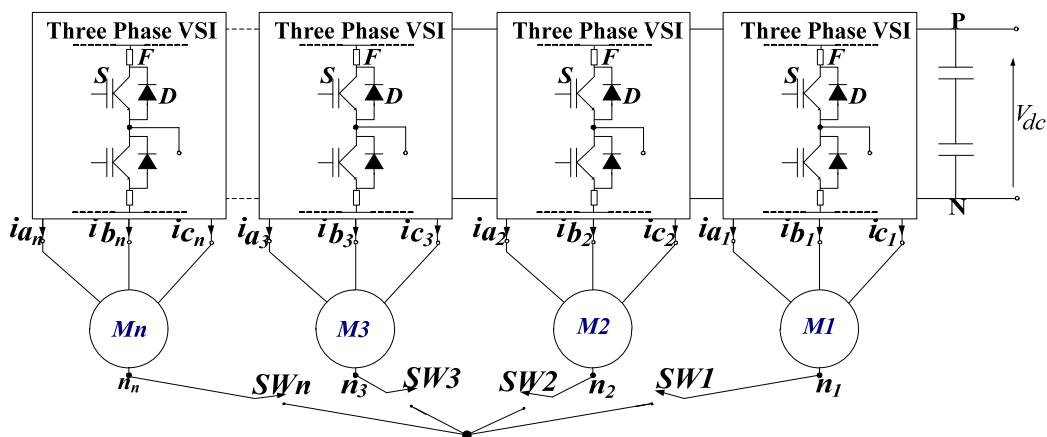 Three Phase VSI Three Phase VSI Three Phase VSI Three Phase VSI P
F F F F
S S S S
D D D D
Vdc
N
ian ibn icn ia3 ib3 ic3 ia2 ib2 ic2 ia1 ib1 ic1
Mn M3 M2 M1
nn n3 n2 n1
SWn SW3 SW2 SW1